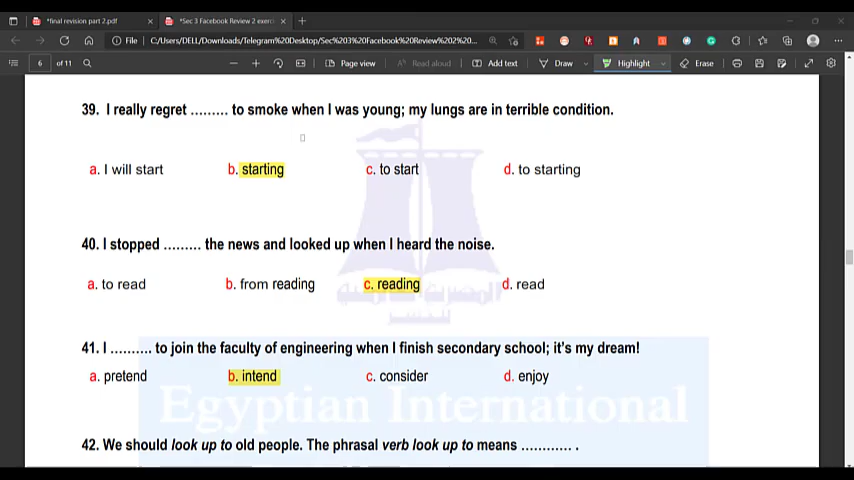 *final revision part 2.pdf
*Sec 3 Facebook Review 2 exerci
File
C:/Users/DELL/Downloads/Telegram%20Desktop/Sec%203%20Facebook%20Review%202%20...
6 of 11
Page view
Read aloud
Add text
Draw
Highlight
Erase
39. I really regret ......... to smoke when I was young; my lungs are in terrible condition.
a. I will start b. starting c. to start d. to starting
40. I stopped ......... the news and looked up when I heard the noise.
a. to read b. from reading c. reading d. read
41. I .......... to join the faculty of engineering when I finish secondary school; it's my dream!
a. pretend b. intend c. consider d. enjoy
Egyptian International
42. We should look up to old people. The phrasal verb look up to means ............ .